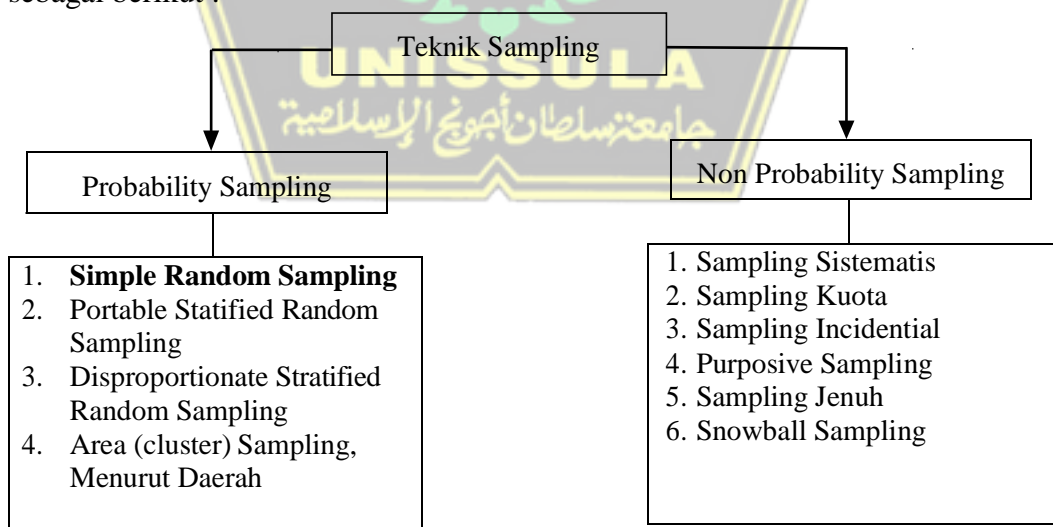 sebagai berikut :
Teknik Sampling
UNISSULA
جامعة سلطان أجونج الإسلامية
Probability Sampling
Non Probability Sampling
1. Simple Random Sampling
2. Portable Statified Random
Sampling
3. Disproportionate Stratified
Random Sampling
4. Area (cluster) Sampling,
Menurut Daerah
1. Sampling Sistematis
2. Sampling Kuota
3. Sampling Incidential
4. Purposive Sampling
5. Sampling Jenuh
6. Snowball Sampling